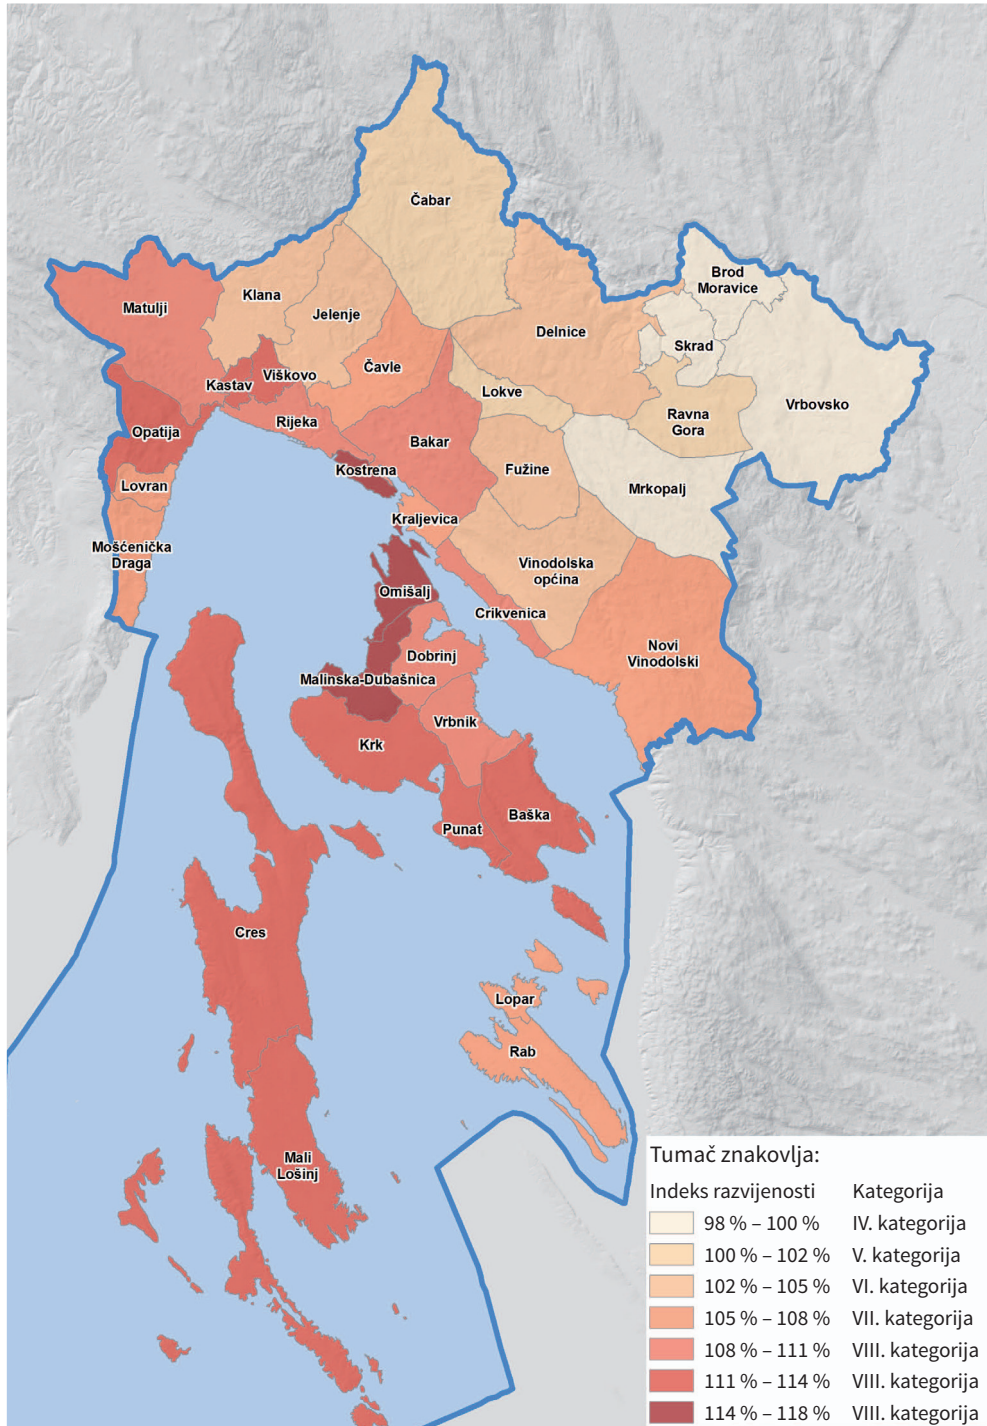 Čabar
Brod
Moravice
Klana
Matulji
Jelenje
Delnice
Skrad
Čavle
Viškovo
Kastav
Lokve
Vrbovsko
Ravna
Gora
Rijeka
Opatija
Bakar
Kostrena
Fužine
Lovran
Mrkopalj
Kraljevica
Mošćenička
Draga
Vinodolska
općina
Omišalj
Crikvenica
Novi
Vinodolski
Dobrinj
Malinska-Dubašnica
Vrbnik
Krk
Baška
Punat
Cres
Lopar
Rab
Mali
Lošinj
Tumač znakovlja:
Indeks razvijenosti Kategorija
98 % – 100 % IV. kategorija
100 % – 102 % V. kategorija
102 % – 105 % VI. kategorija
105 % – 108 % VII. kategorija
108 % – 111 % VIII. kategorija
111 % – 114 % VIII. kategorija
114 % – 118 % VIII. kategorija